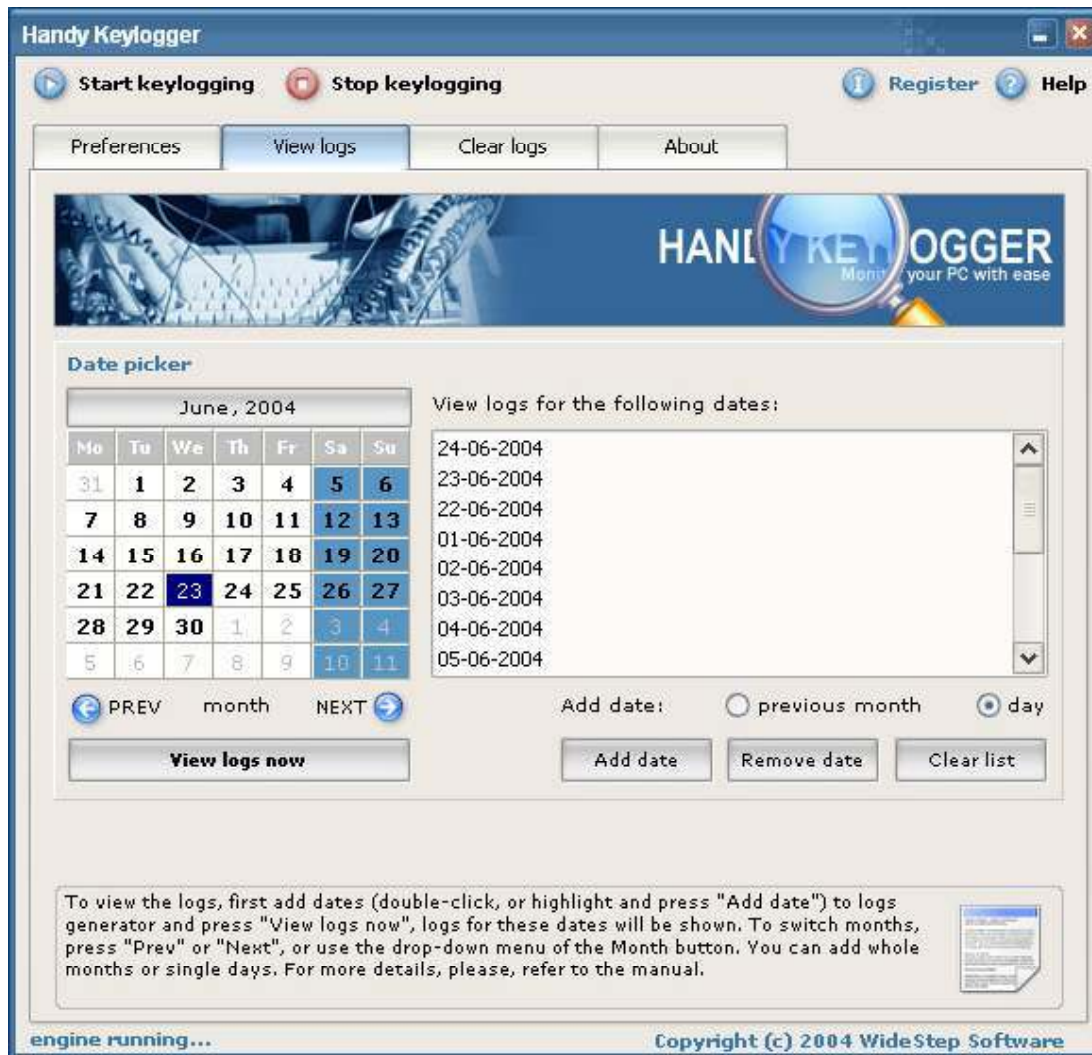 Handy Keylogger
Start keylogging Stop keylogging Register Help
Preferences View logs Clear logs About
HANDY KEYLOGGER
Monitor your PC with ease
Date picker
June, 2004
View logs for the following dates:
Mo Tu We Th Fr Sa Su
31 1 2 3 4 5 6
7 8 9 10 11 12 13
14 15 16 17 18 19 20
21 22 23 24 25 26 27
28 29 30 1 2 3 4
5 6 7 8 9 10 11
24-06-2004
23-06-2004
22-06-2004
01-06-2004
02-06-2004
03-06-2004
04-06-2004
05-06-2004
PREV month NEXT
Add date: previous month day
View logs now
Add date Remove date Clear list
To view the logs, first add dates (double-click, or highlight and press "Add date") to logs
generator and press "View logs now", logs for these dates will be shown. To switch months,
press "Prev" or "Next", or use the drop-down menu of the Month button. You can add whole
months or single days. For more details, please, refer to the manual.
engine running...
Copyright (c) 2004 WideStep Software